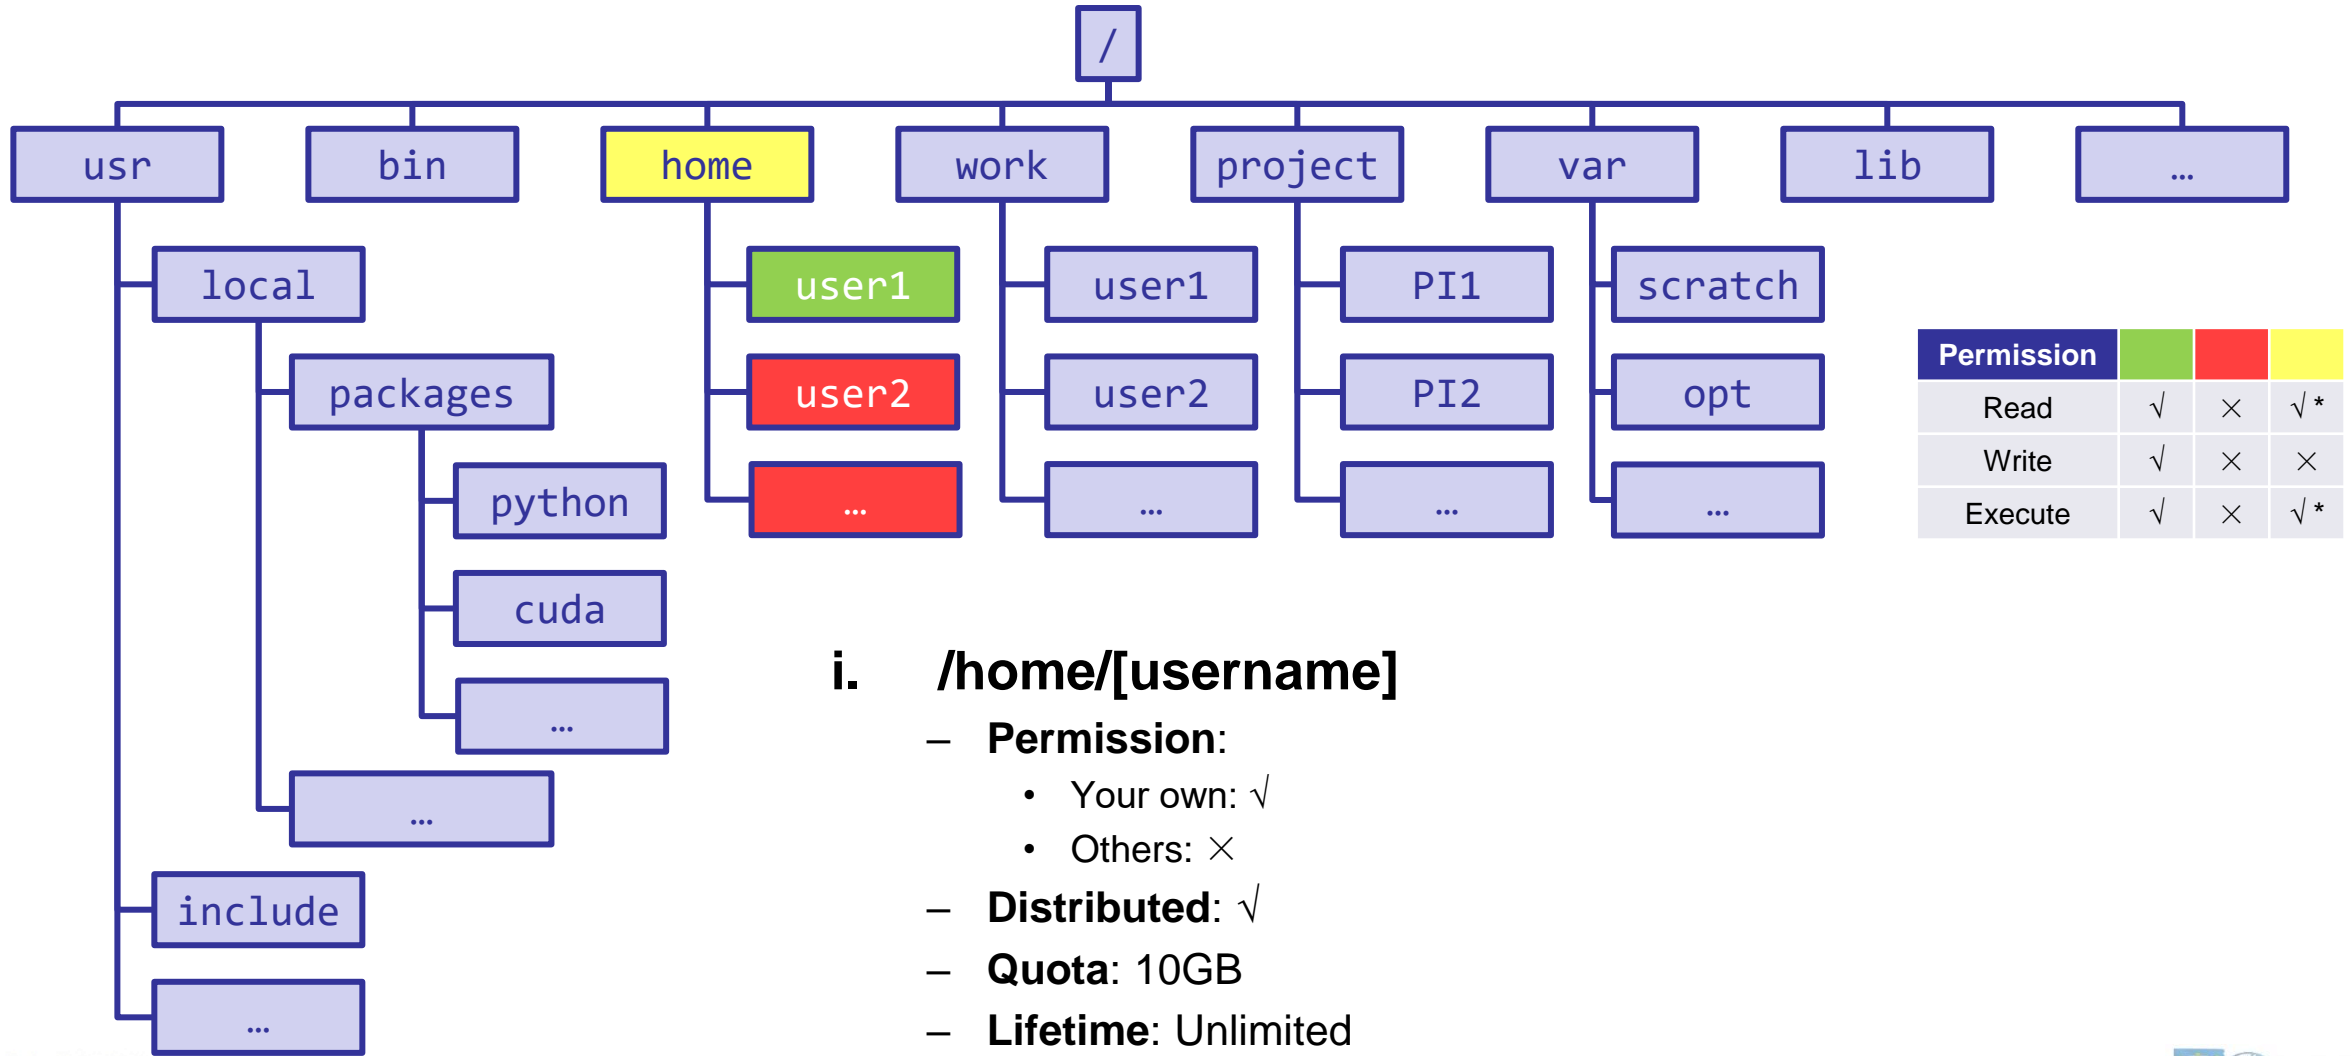 /
usr bin home work project var lib …
local user1 user1 PI1 scratch
packages user2 user2 PI2 opt
python … … … …
cuda
…
…
include
…
Permission
Read √ × √ *
Write √ × ×
Execute √ × √ *
i. /home/[username]
– Permission:
• Your own: √
• Others: ×
– Distributed: √
– Quota: 10GB
– Lifetime: Unlimited